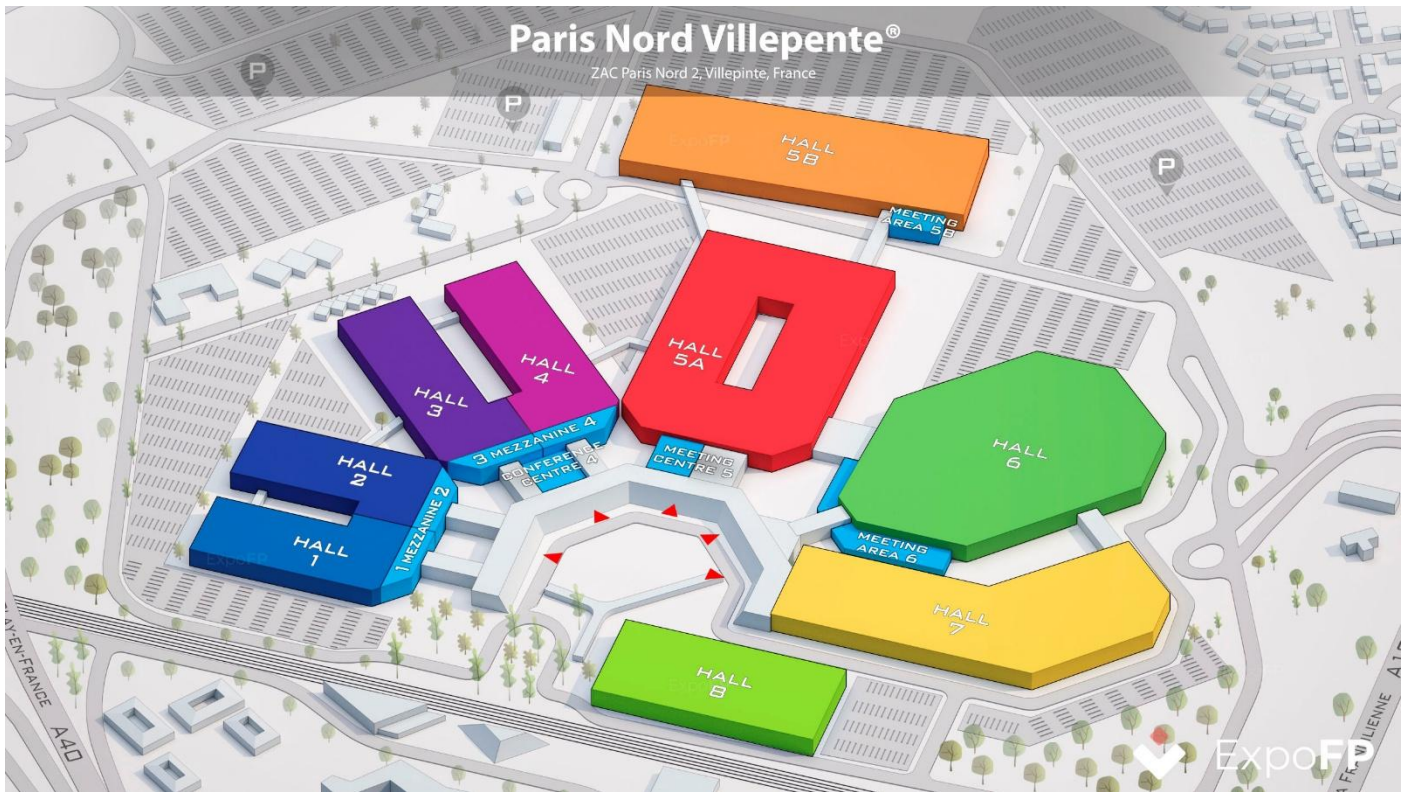 Paris Nord Villepente®
ZAC Paris Nord 2, Villepinte, France
P
P
P
HALL
5B
MEETING
AREA 5B
HALL
5A
HALL
4
HALL
3
3 MEZZANINE 4
CONFERENCE
CENTRE 4
MEETING
CENTRE 5
HALL
6
MEETING
AREA 6
HALL
2
HALL
1
1 MEZZANINE 2
HALL
7
HALL
8
A40
ExpoFP
ExpoFP
ExpoFP